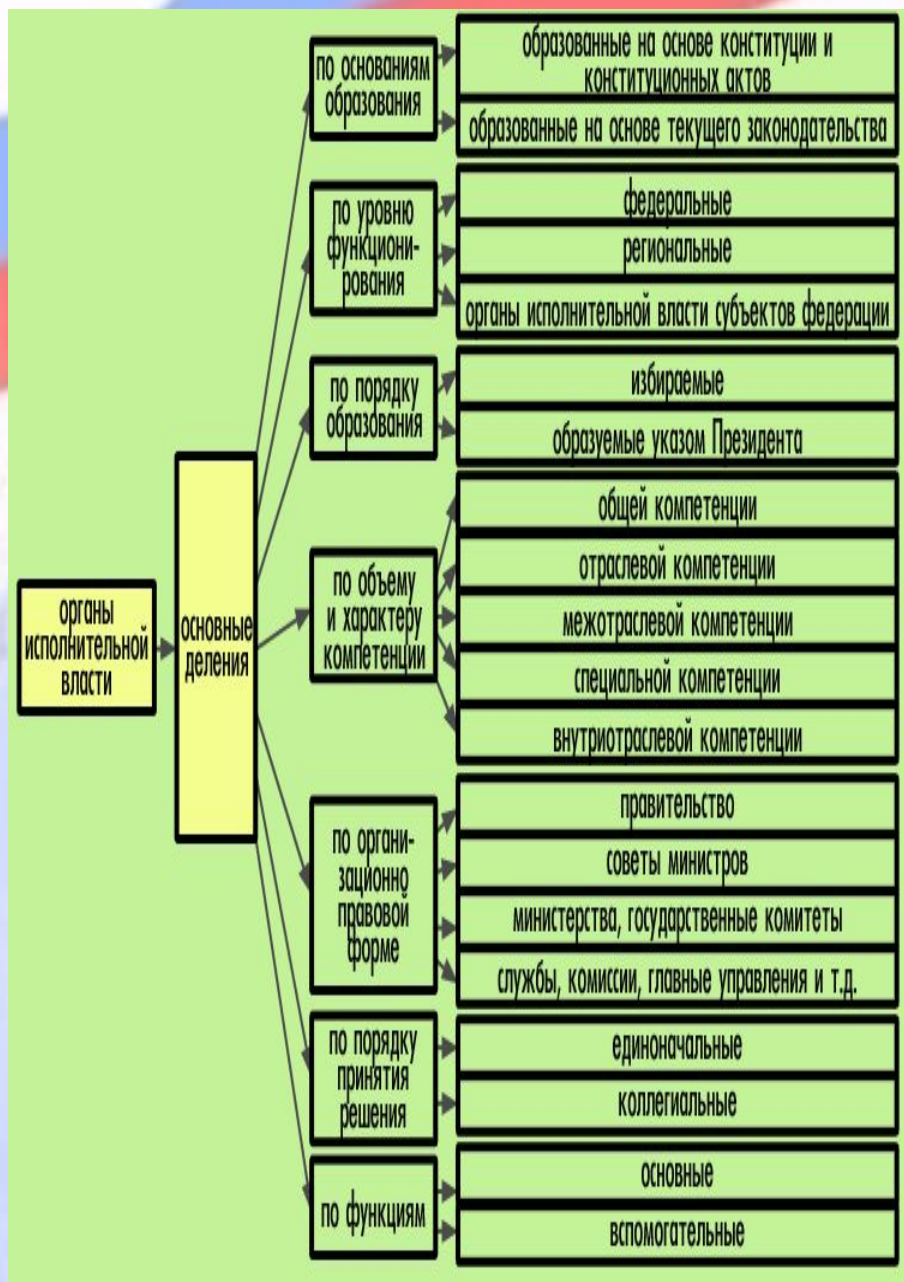 органы
исполнительной
власти
основные
деления
по основаниям
образования
образованные на основе конституции и
конституционных актов
образованные на основе текущего законодательства
по уровню
функциони-
рования
федеральные
региональные
органы исполнительной власти субъектов федерации
по порядку
образования
избираемые
образуемые указом Президента
по объему
и характеру
компетенции
общей компетенции
отраслевой компетенции
межотраслевой компетенции
специальной компетенции
внутриотраслевой компетенции
по органи-
зационно
правовой
форме
правительство
советы министров
министерства, государственные комитеты
службы, комиссии, главные управления и т.д.
по порядку
принятия
решения
единоначальные
коллегиальные
по функциям
основные
вспомогательные